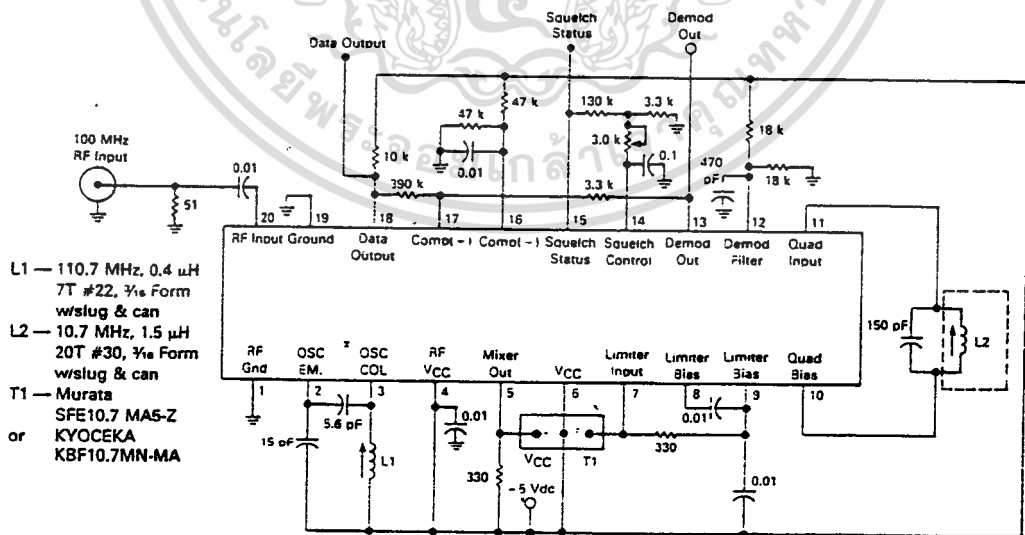 Squelch
Status
Demod
Out
Data Output
47 k
47 k
130 k
3.3 k
18 k
100 MHz
RF Input
0.01
51
10 k
0.01
390 k
3.0 k
0.1
3.3 k
470
pF
18 k
20
19
18
17
16
15
14
13
12
11
RF Input
Ground
Data
Output
Comp(-)
Comp(-)
Squelch
Status
Squelch
Control
Demod
Out
Demod
Filter
Quad
Input
L1 — 110.7 MHz, 0.4 µH
7T #22, 3/16 Form
w/slug & can
L2 — 10.7 MHz, 1.5 µH
20T #30, 3/16 Form
w/slug & can
T1 — Murata
SFE10.7 MA5-Z
or KYOCEKA
KBF10.7MN-MA
150 pF
L2
RF
Gnd
OSC
EM.
OSC
COL
RF
VCC
Mixer
Out
VCC
Limiter
Input
Limiter
Bias
Limiter
Bias
Quad
Bias
1
2
3
4
5
6
7
8
9
10
5.6 pF
15 pF
L1
0.01
330
VCC
T1
-5 Vdc
0.01
330
0.01